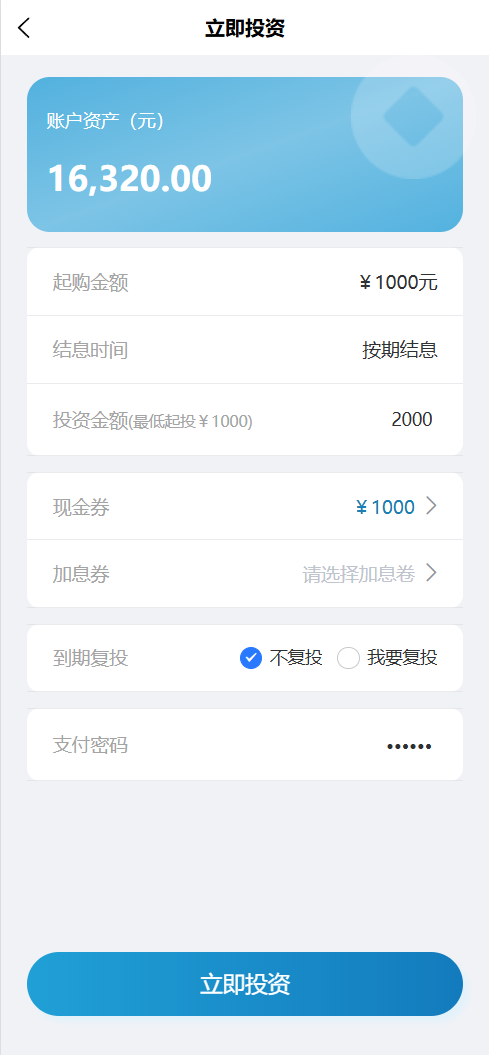 立即投资
账户资产（元）
16,320.00
起购金额 ￥1000元
结息时间 按期结息
投资金额(最低起投￥1000) 2000
现金券 ￥1000
加息券 请选择加息卷
到期复投 不复投 我要复投
支付密码 ••••••
立即投资